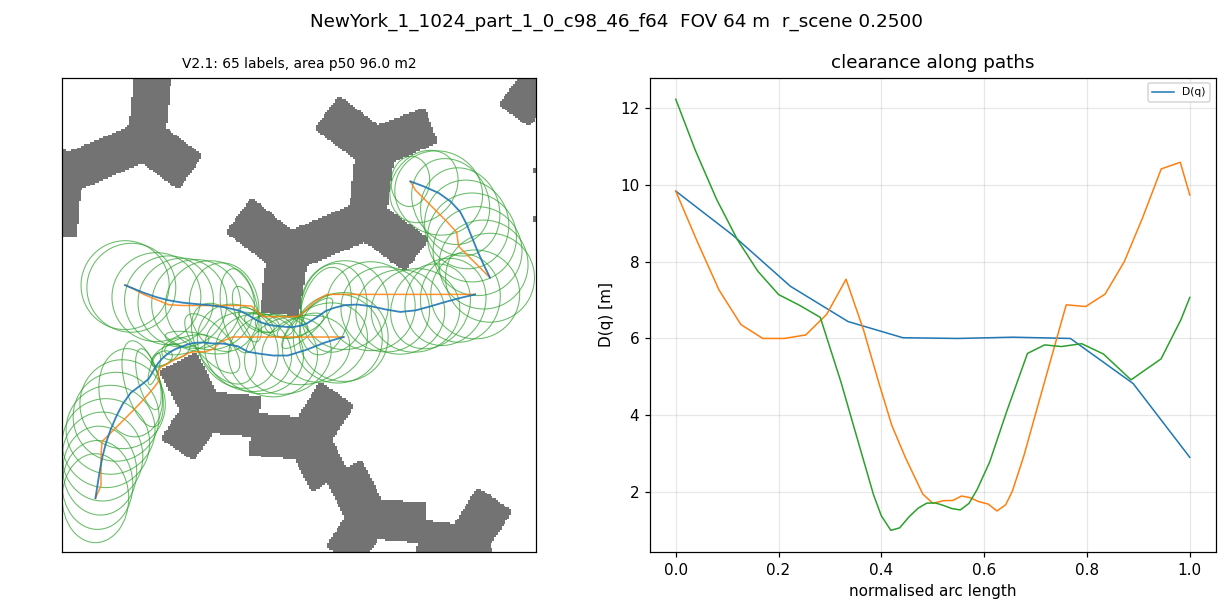 NewYork_1_1024_part_1_0_c98_46_f64  FOV 64 m  r_scene 0.2500
V2.1: 65 labels, area p50 96.0 m2
clearance along paths
D(q)
D(q) [m]
12
10
8
6
4
2
0.0 0.2 0.4 0.6 0.8 1.0
normalised arc length